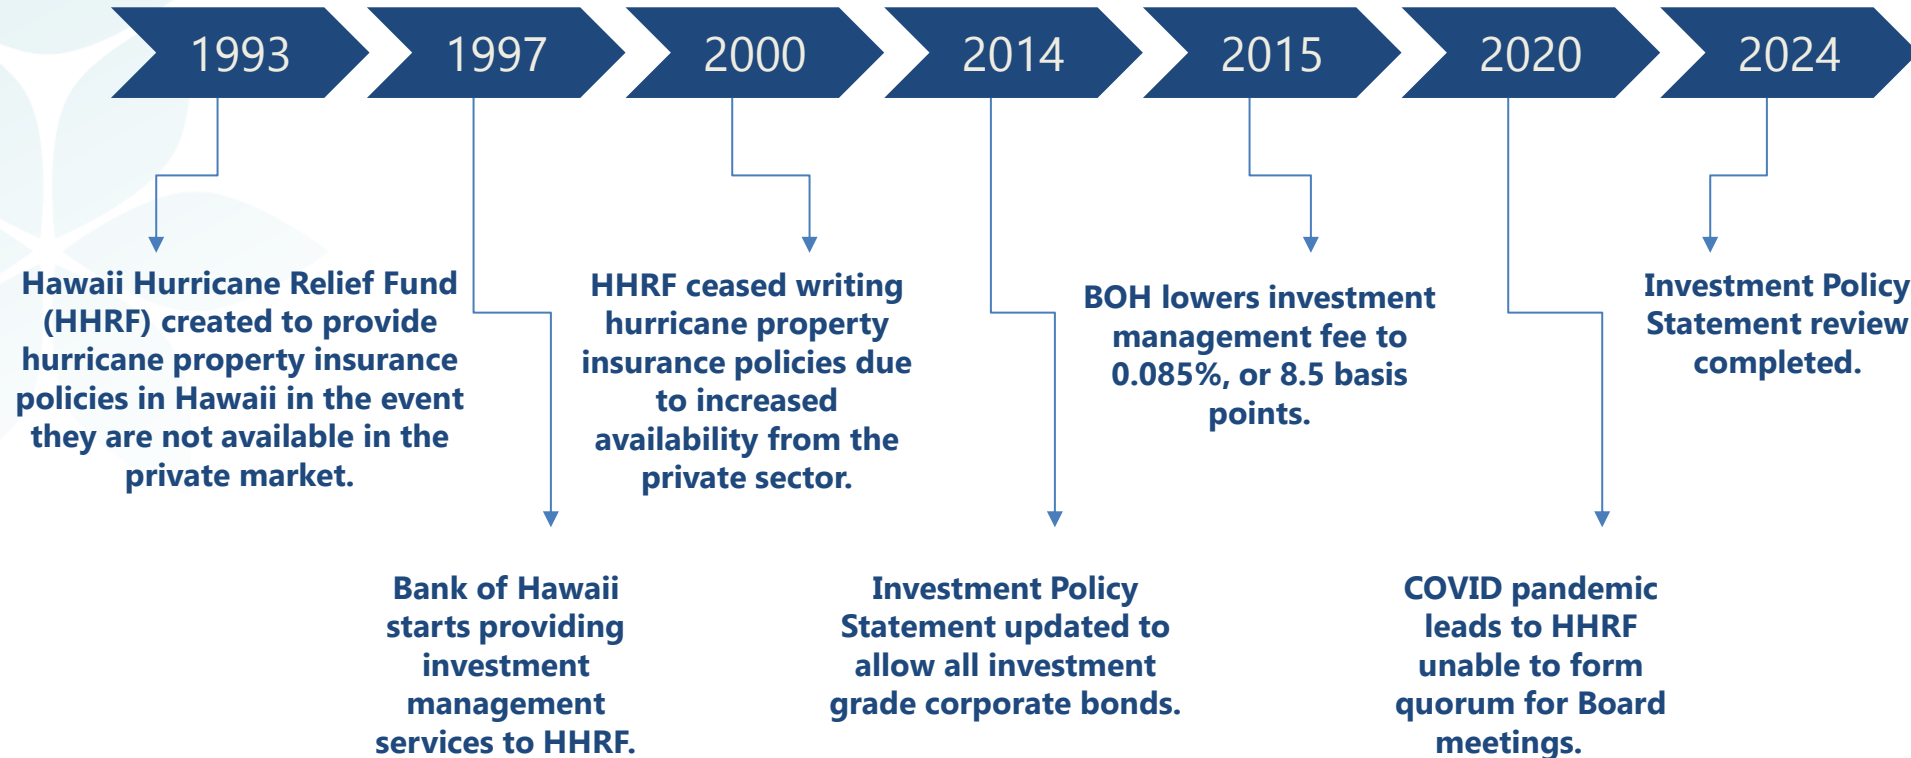 1993
1997
2000
2014
2015
2020
2024
Hawaii Hurricane Relief Fund
(HHRF) created to provide
hurricane property insurance
policies in Hawaii in the event
they are not available in the
private market.
Bank of Hawaii
starts providing
investment
management
services to HHRF.
HHRF ceased writing
hurricane property
insurance policies due
to increased
availability from the
private sector.
Investment Policy
Statement updated to
allow all investment
grade corporate bonds.
BOH lowers investment
management fee to
0.085%, or 8.5 basis
points.
COVID pandemic
leads to HHRF
unable to form
quorum for Board
meetings.
Investment Policy
Statement review
completed.